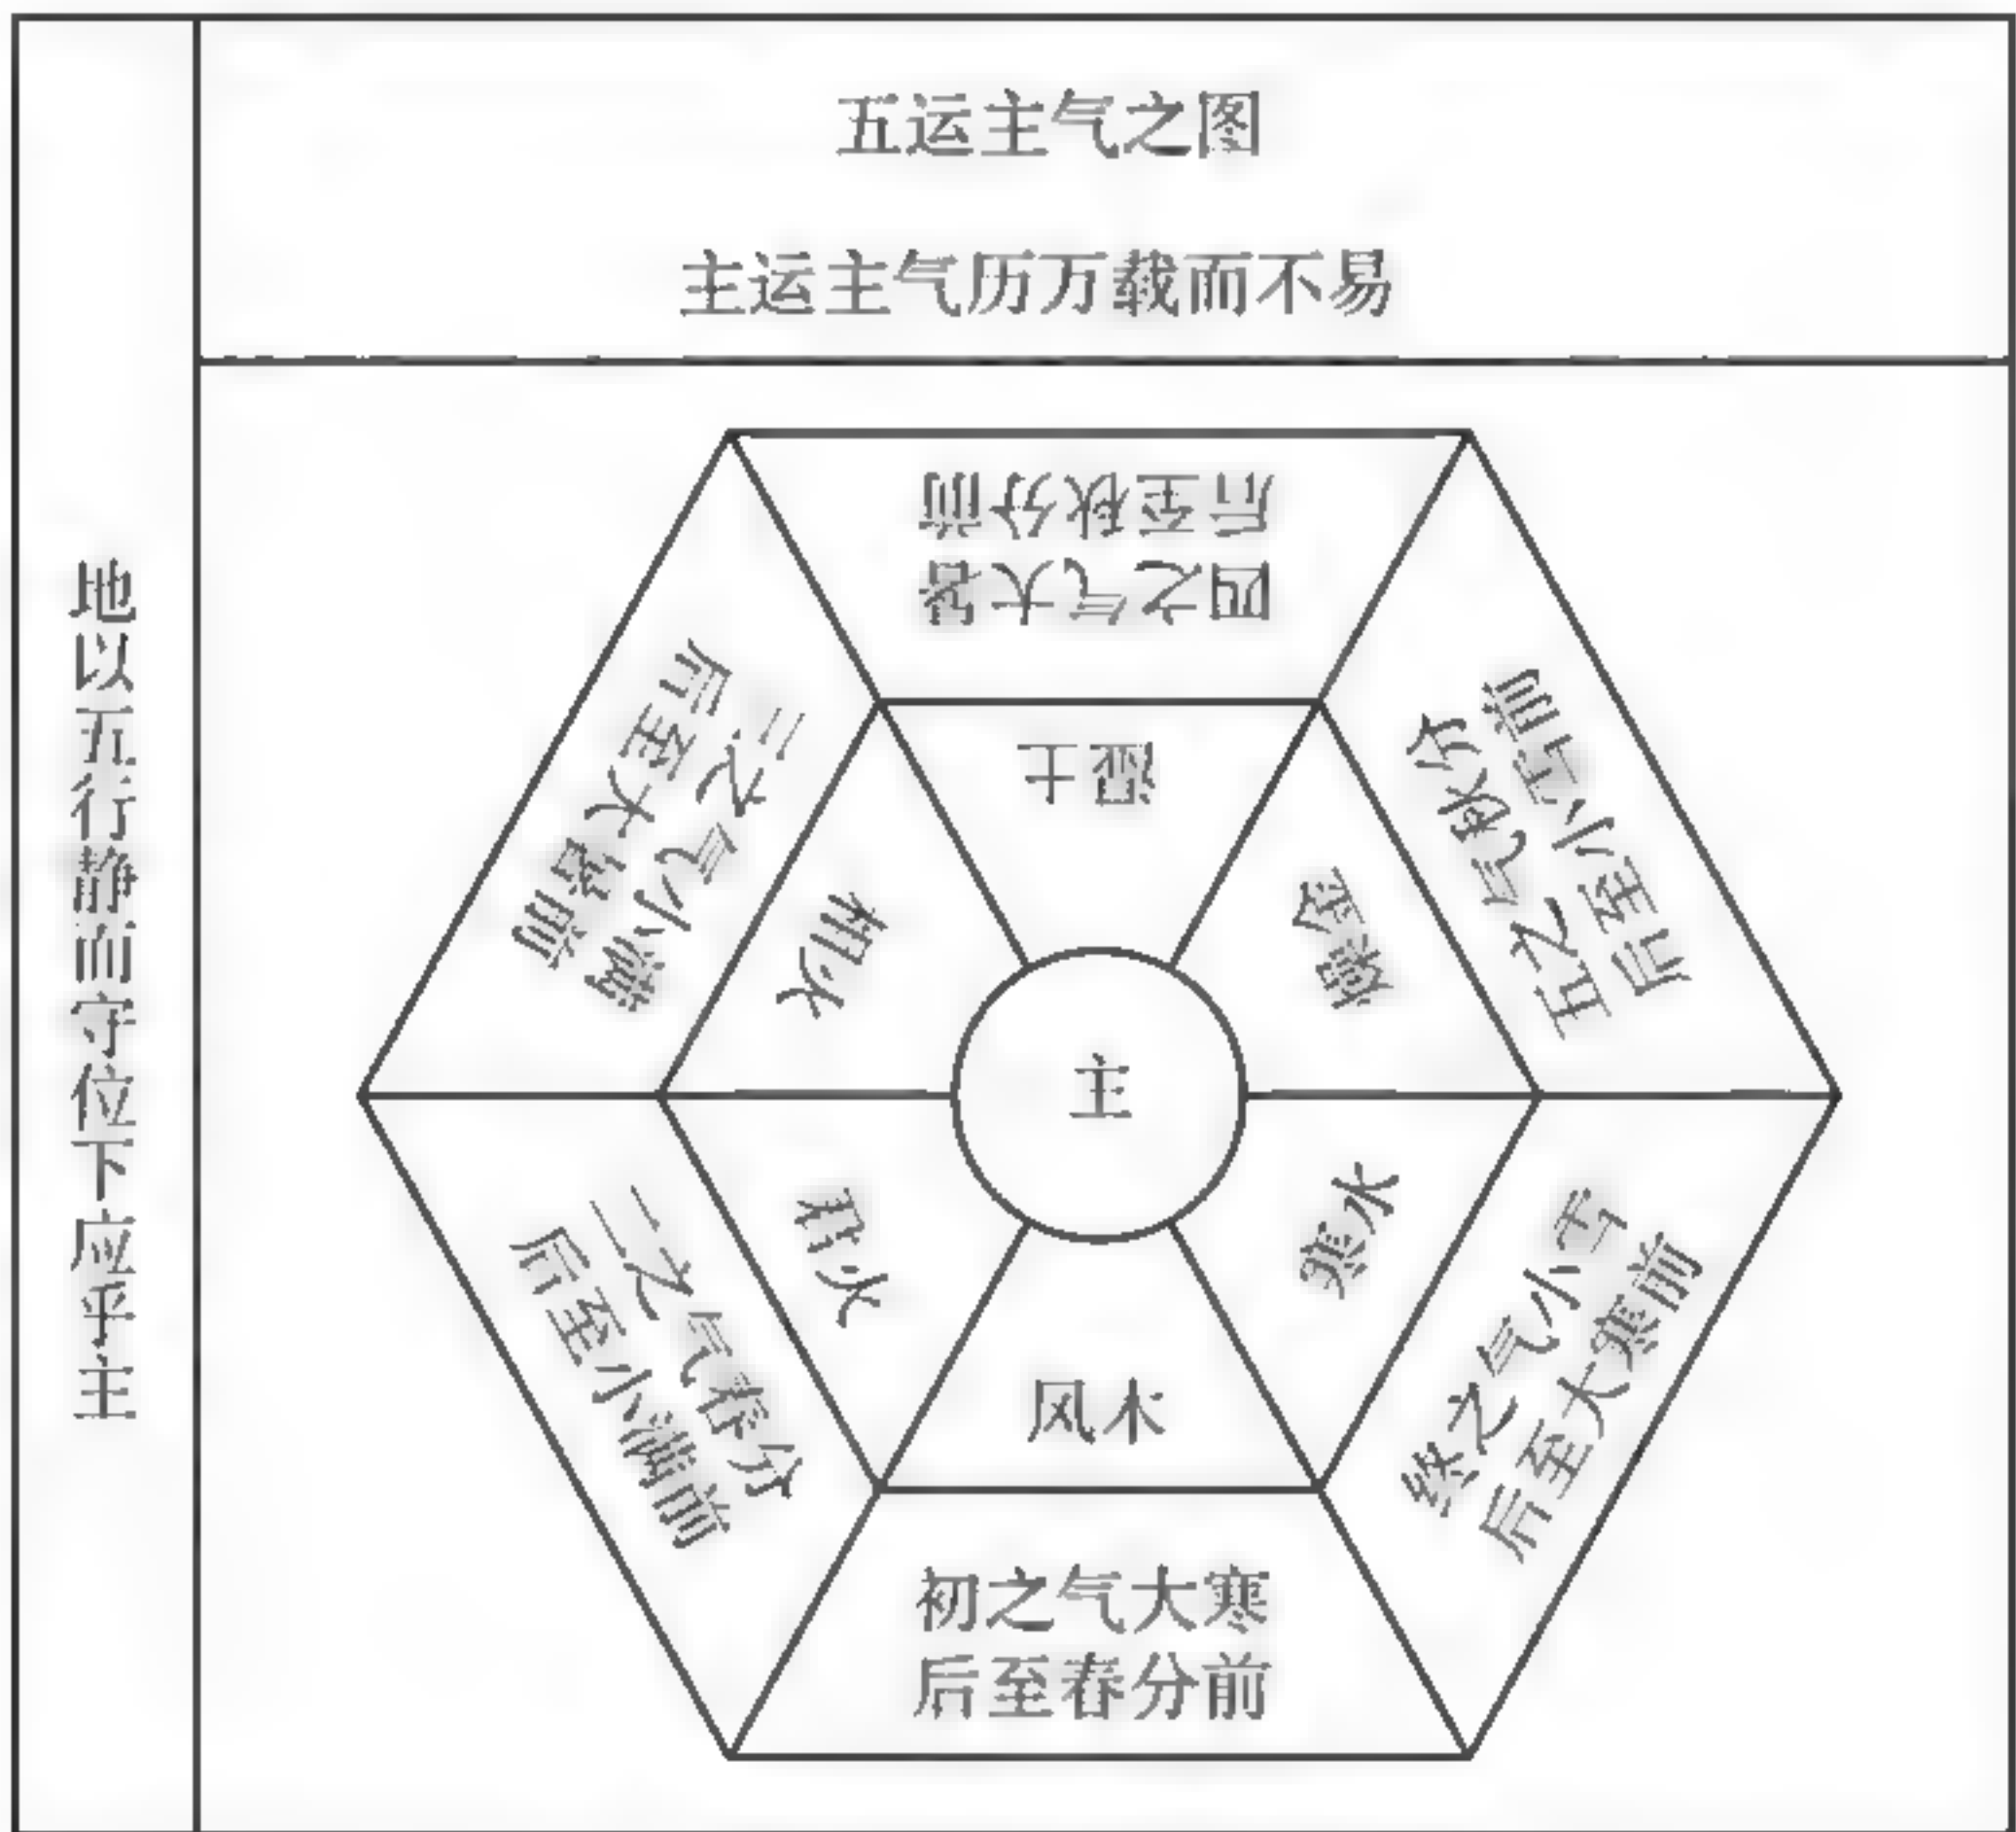 五运主气之图
主运主气历万载而不易
地以五行静而守位下应乎主
主
风木
初之气大寒
后至春分前
君火
二之气春分
后至小满前
相火
三之气小满
后至大暑前
湿土
四之气大暑
后至秋分前
燥金
五之气秋分
后至小雪前
寒水
终之气小雪
后至大寒前